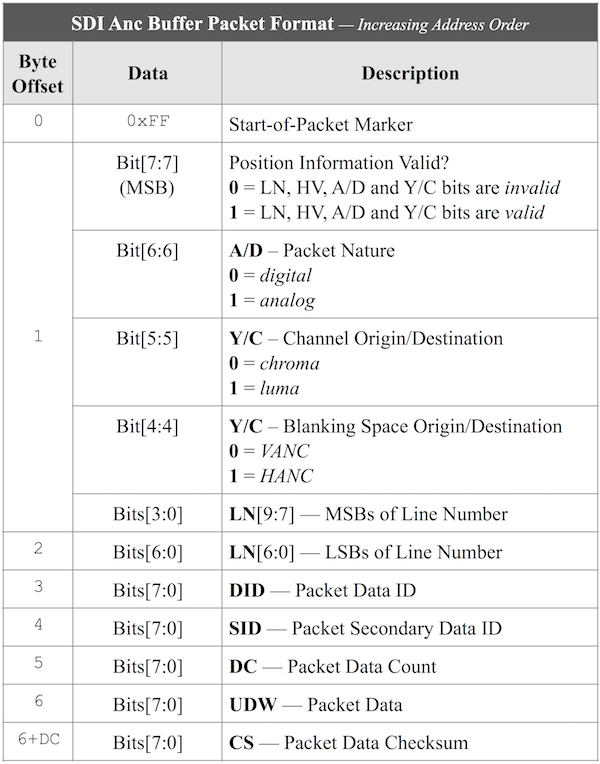 SDI Anc Buffer Packet Format — Increasing Address Order
Byte Offset Data Description
0 0xFF Start-of-Packet Marker
1
Bit[7:7] (MSB) Position Information Valid?
0 = LN, HV, A/D and Y/C bits are invalid
1 = LN, HV, A/D and Y/C bits are valid
Bit[6:6] A/D – Packet Nature
0 = digital
1 = analog
Bit[5:5] Y/C – Channel Origin/Destination
0 = chroma
1 = luma
Bit[4:4] Y/C – Blanking Space Origin/Destination
0 = VANC
1 = HANC
Bits[3:0] LN[9:7] — MSBs of Line Number
2 Bits[6:0] LN[6:0] — LSBs of Line Number
3 Bits[7:0] DID — Packet Data ID
4 Bits[7:0] SID — Packet Secondary Data ID
5 Bits[7:0] DC — Packet Data Count
6 Bits[7:0] UDW — Packet Data
6+DC Bits[7:0] CS — Packet Data Checksum